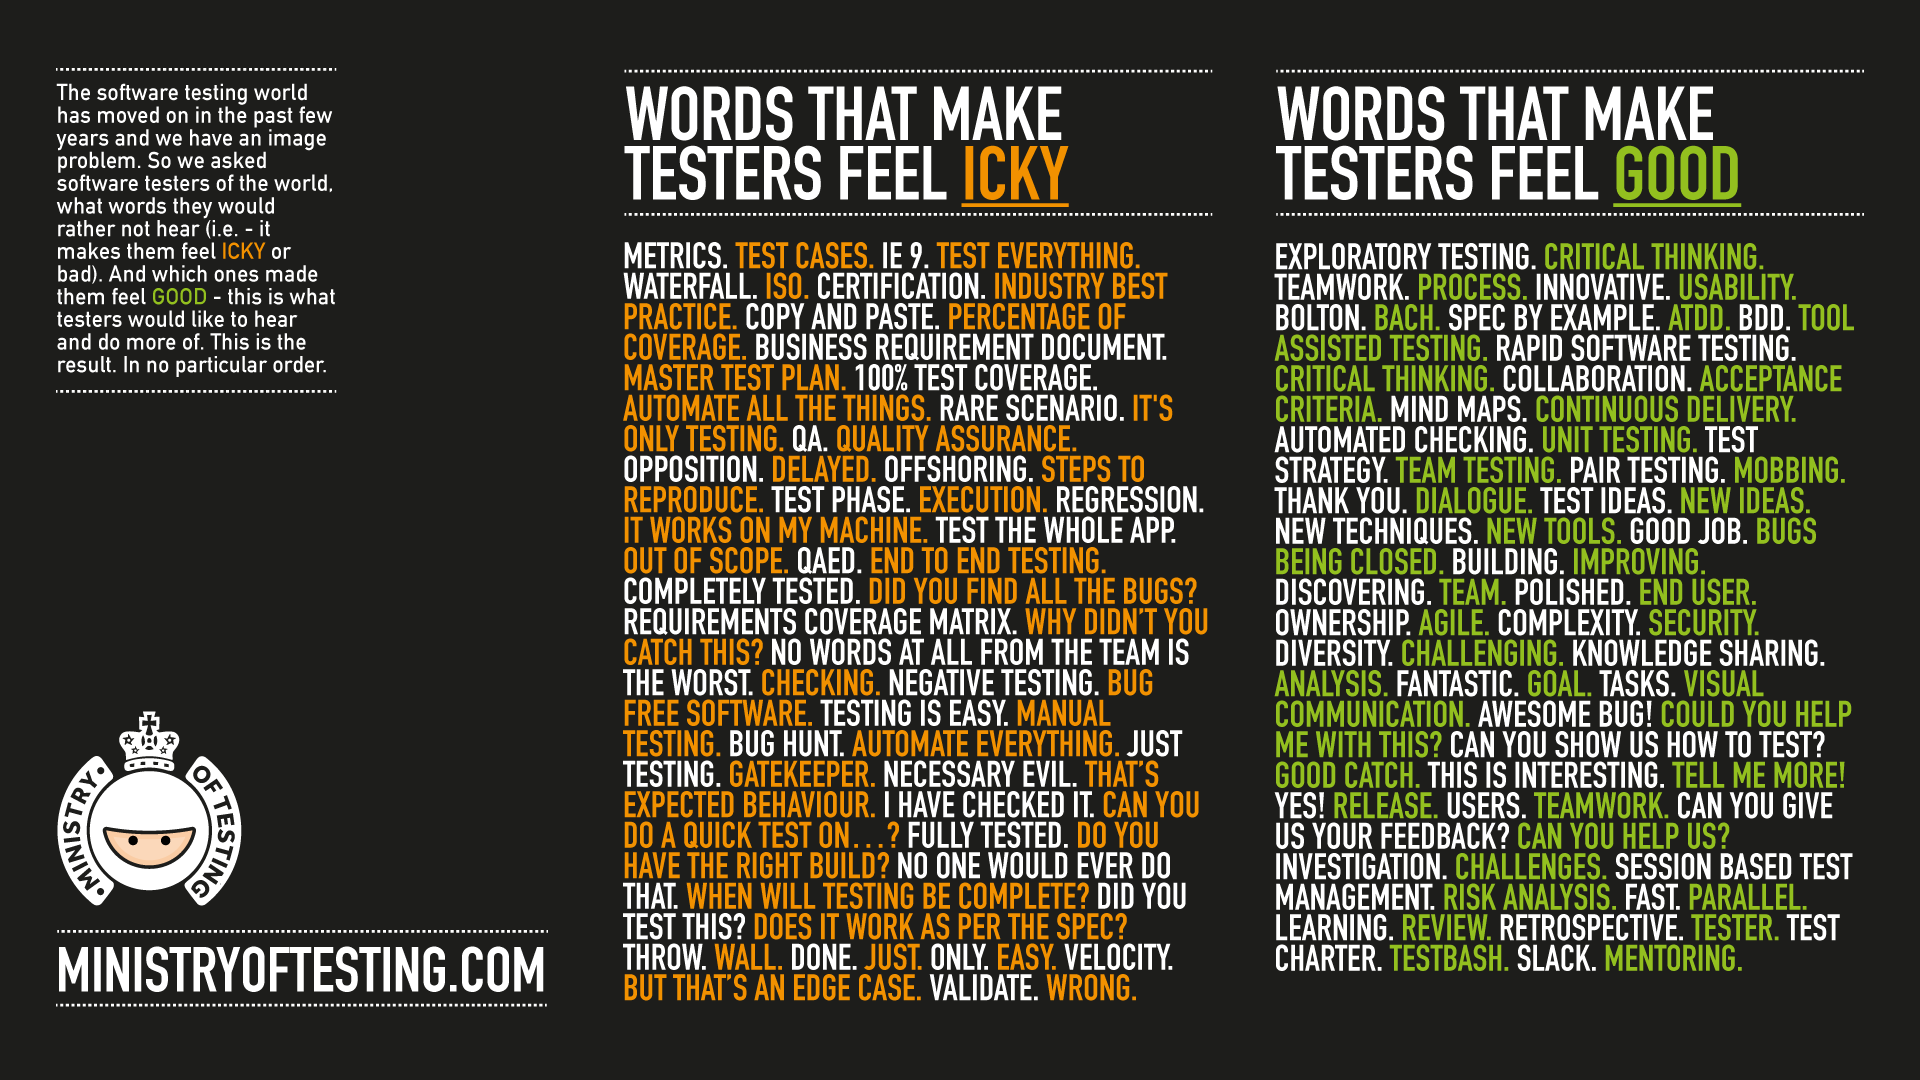 The software testing world
has moved on in the past few
years and we have an image
problem. So we asked
software testers of the world,
what words they would
rather not hear (i.e. - it
makes them feel ICKY or
bad). And which ones made
them feel GOOD - this is what
testers would like to hear
and do more of. This is the
result. In no particular order.
MINISTRY OF TESTING
MINISTRYOFTESTING.COM
WORDS THAT MAKE
TESTERS FEEL ICKY
METRICS. TEST CASES. IE 9. TEST EVERYTHING.
WATERFALL. ISO. CERTIFICATION. INDUSTRY BEST
PRACTICE. COPY AND PASTE. PERCENTAGE OF
COVERAGE. BUSINESS REQUIREMENT DOCUMENT.
MASTER TEST PLAN. 100% TEST COVERAGE.
AUTOMATE ALL THE THINGS. RARE SCENARIO. IT'S
ONLY TESTING. QA. QUALITY ASSURANCE.
OPPOSITION. DELAYED. OFFSHORING. STEPS TO
REPRODUCE. TEST PHASE. EXECUTION. REGRESSION.
IT WORKS ON MY MACHINE. TEST THE WHOLE APP.
OUT OF SCOPE. QAED. END TO END TESTING.
COMPLETELY TESTED. DID YOU FIND ALL THE BUGS?
REQUIREMENTS COVERAGE MATRIX. WHY DIDN'T YOU
CATCH THIS? NO WORDS AT ALL FROM THE TEAM IS
THE WORST. CHECKING. NEGATIVE TESTING. BUG
FREE SOFTWARE. TESTING IS EASY. MANUAL
TESTING. BUG HUNT. AUTOMATE EVERYTHING. JUST
TESTING. GATEKEEPER. NECESSARY EVIL. THAT'S
EXPECTED BEHAVIOUR. I HAVE CHECKED IT. CAN YOU
DO A QUICK TEST ON...? FULLY TESTED. DO YOU
HAVE THE RIGHT BUILD? NO ONE WOULD EVER DO
THAT. WHEN WILL TESTING BE COMPLETE? DID YOU
TEST THIS? DOES IT WORK AS PER THE SPEC?
THROW. WALL. DONE. JUST. ONLY. EASY. VELOCITY.
BUT THAT'S AN EDGE CASE. VALIDATE. WRONG.
WORDS THAT MAKE
TESTERS FEEL GOOD
EXPLORATORY TESTING. CRITICAL THINKING.
TEAMWORK. PROCESS. INNOVATIVE. USABILITY.
BOLTON. BACH. SPEC BY EXAMPLE. ATDD. BDD. TOOL
ASSISTED TESTING. RAPID SOFTWARE TESTING.
CRITICAL THINKING. COLLABORATION. ACCEPTANCE
CRITERIA. MIND MAPS. CONTINUOUS DELIVERY.
AUTOMATED CHECKING. UNIT TESTING. TEST
STRATEGY. TEAM TESTING. PAIR TESTING. MOBBING.
THANK YOU. DIALOGUE. TEST IDEAS. NEW IDEAS.
NEW TECHNIQUES. NEW TOOLS. GOOD JOB. BUGS
BEING CLOSED. BUILDING. IMPROVING.
DISCOVERING. TEAM. POLISHED. END USER.
OWNERSHIP. AGILE. COMPLEXITY. SECURITY.
DIVERSITY. CHALLENGING. KNOWLEDGE SHARING.
ANALYSIS. FANTASTIC. GOAL. TASKS. VISUAL
COMMUNICATION. AWESOME BUG! COULD YOU HELP
ME WITH THIS? CAN YOU SHOW US HOW TO TEST?
GOOD CATCH. THIS IS INTERESTING. TELL ME MORE!
YES! RELEASE. USERS. TEAMWORK. CAN YOU GIVE
US YOUR FEEDBACK? CAN YOU HELP US?
INVESTIGATION. CHALLENGES. SESSION BASED TEST
MANAGEMENT. RISK ANALYSIS. FAST. PARALLEL.
LEARNING. REVIEW. RETROSPECTIVE. TESTER. TEST
CHARTER. TESTBASH. SLACK. MENTORING.